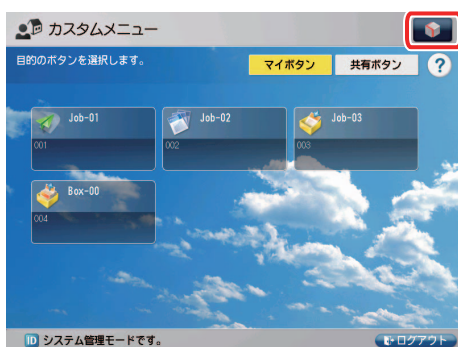 カスタムメニュー
目的のボタンを選択します。
マイボタン
共有ボタン
?
Job-01
001
Job-02
002
Job-03
003
Box-00
004
ID システム管理モードです。
ログアウト